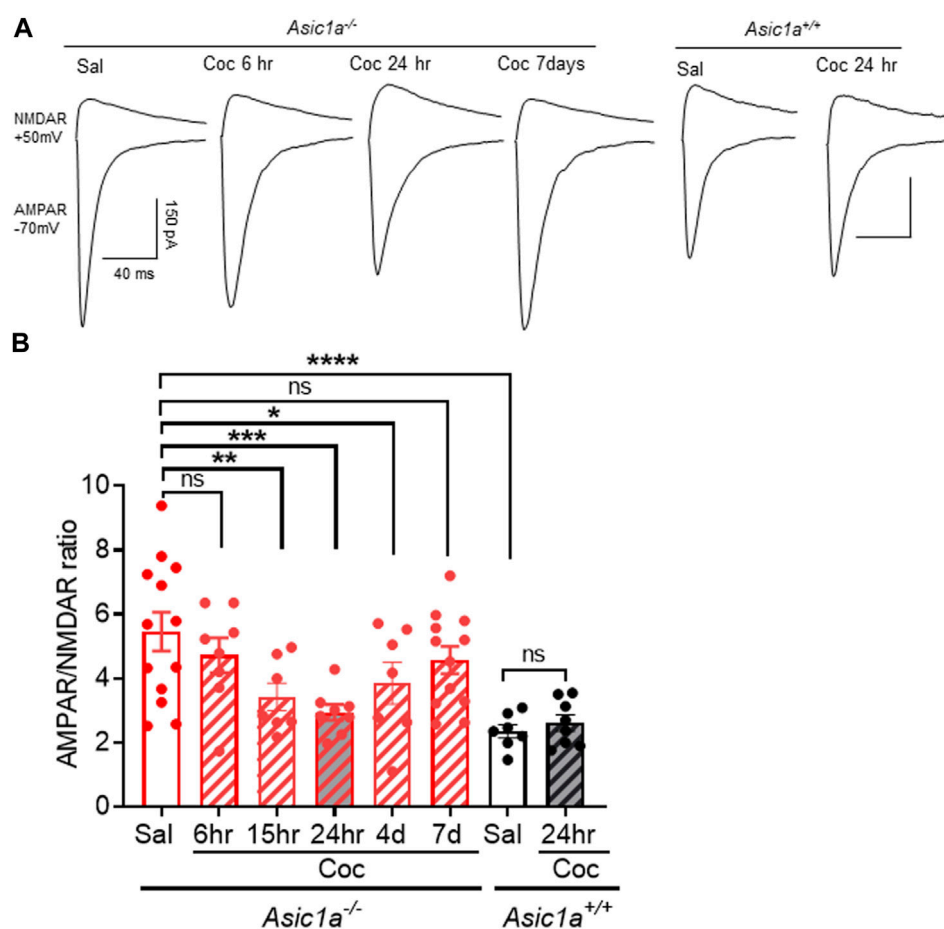 A
Asic1a-/-
Asic1a+/+
Sal
Coc 6 hr
Coc 24 hr
Coc 7days
Sal
Coc 24 hr
NMDAR
+50mV
AMPAR
-70mV
150 pA
40 ms
B
****
ns
*
***
**
ns
ns
AMPAR/NMDAR ratio
10
8
6
4
2
0
Sal
6hr
15hr
24hr
4d
7d
Sal
24hr
Coc
Coc
Asic1a-/-
Asic1a+/+